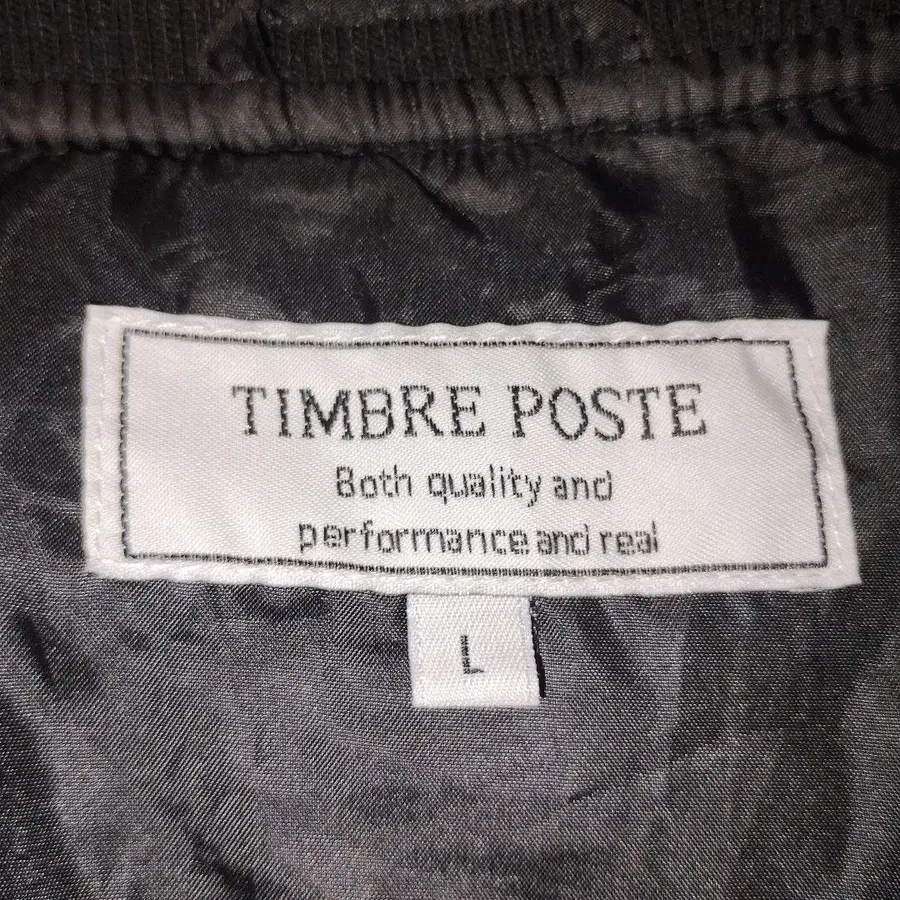 TIMBRE POSTE
Both quality and
performance and real
L